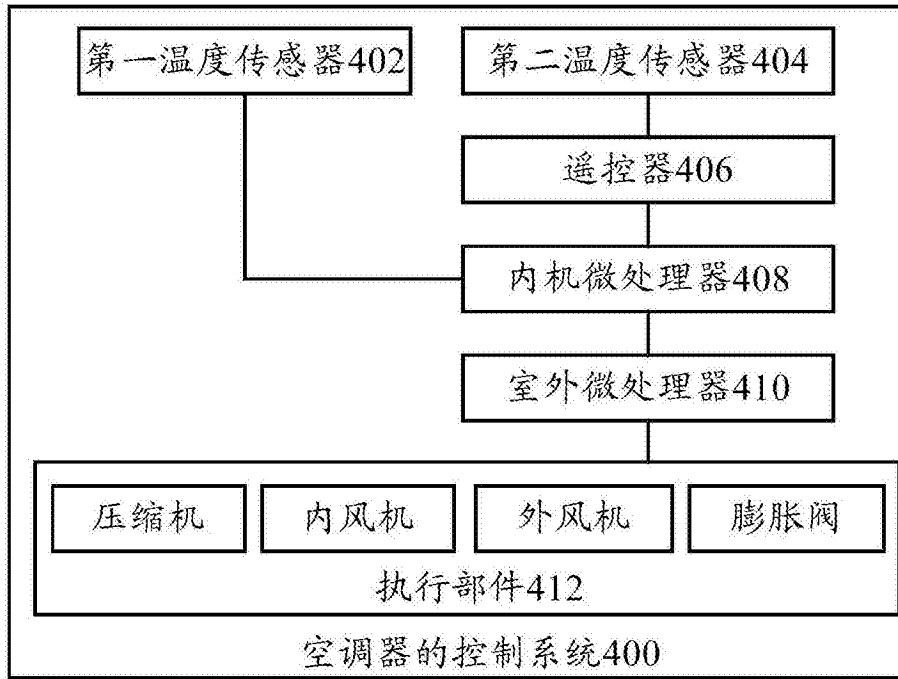 第一温度传感器402
第二温度传感器404
遥控器406
内机微处理器408
室外微处理器410
压缩机
内风机
外风机
膨胀阀
执行部件412
空调器的控制系统400